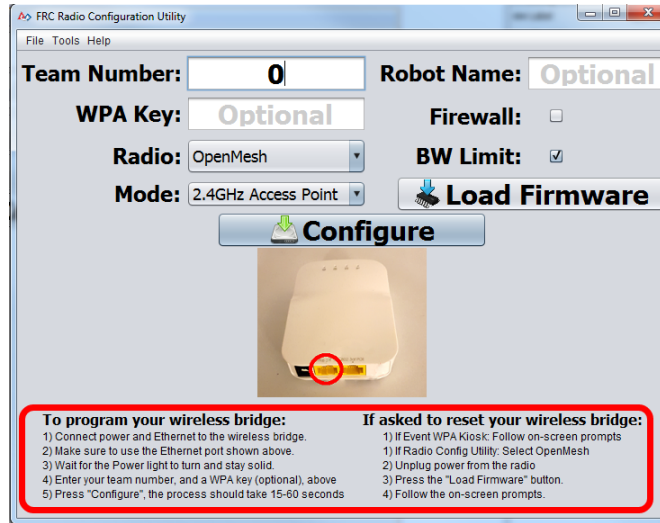 FRC Radio Configuration Utility
File Tools Help
Team Number: 0 Robot Name: Optional
WPA Key: Optional Firewall:
Radio: OpenMesh BW Limit:
Mode: 2.4GHz Access Point Load Firmware
Configure
To program your wireless bridge:
1) Connect power and Ethernet to the wireless bridge.
2) Make sure to use the Ethernet port shown above.
3) Wait for the Power light to turn and stay solid.
4) Enter your team number, and a WPA key (optional), above
5) Press "Configure", the process should take 15-60 seconds
If asked to reset your wireless bridge:
1) If Event WPA Kiosk: Follow on-screen prompts
1) If Radio Config Utility: Select OpenMesh
2) Unplug power from the radio
3) Press the "Load Firmware" button.
4) Follow the on-screen prompts.